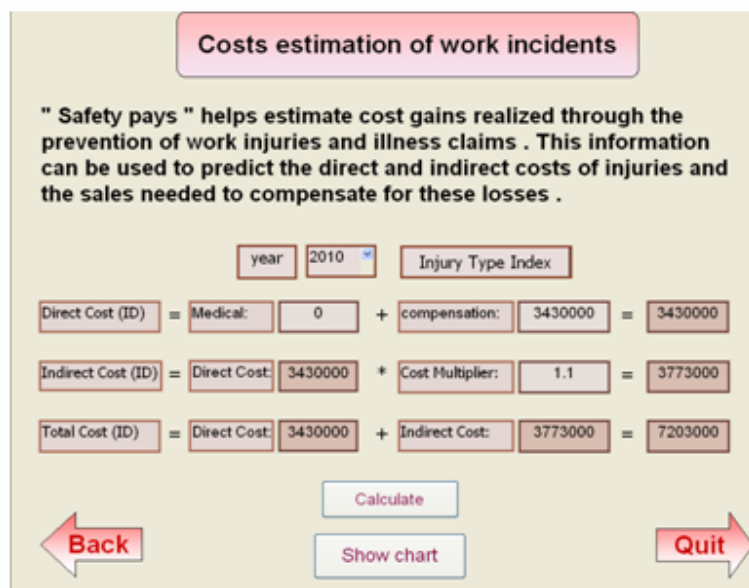 Costs estimation of work incidents
" Safety pays " helps estimate cost gains realized through the
prevention of work injuries and illness claims . This information
can be used to predict the direct and indirect costs of injuries and
the sales needed to compensate for these losses .
year 2010 Injury Type Index
Direct Cost (ID) = Medical: 0 + compensation: 3430000 = 3430000
Indirect Cost (ID) = Direct Cost: 3430000 * Cost Multiplier: 1.1 = 3773000
Total Cost (ID) = Direct Cost: 3430000 + Indirect Cost: 3773000 = 7203000
Calculate
Back
Show chart
Quit